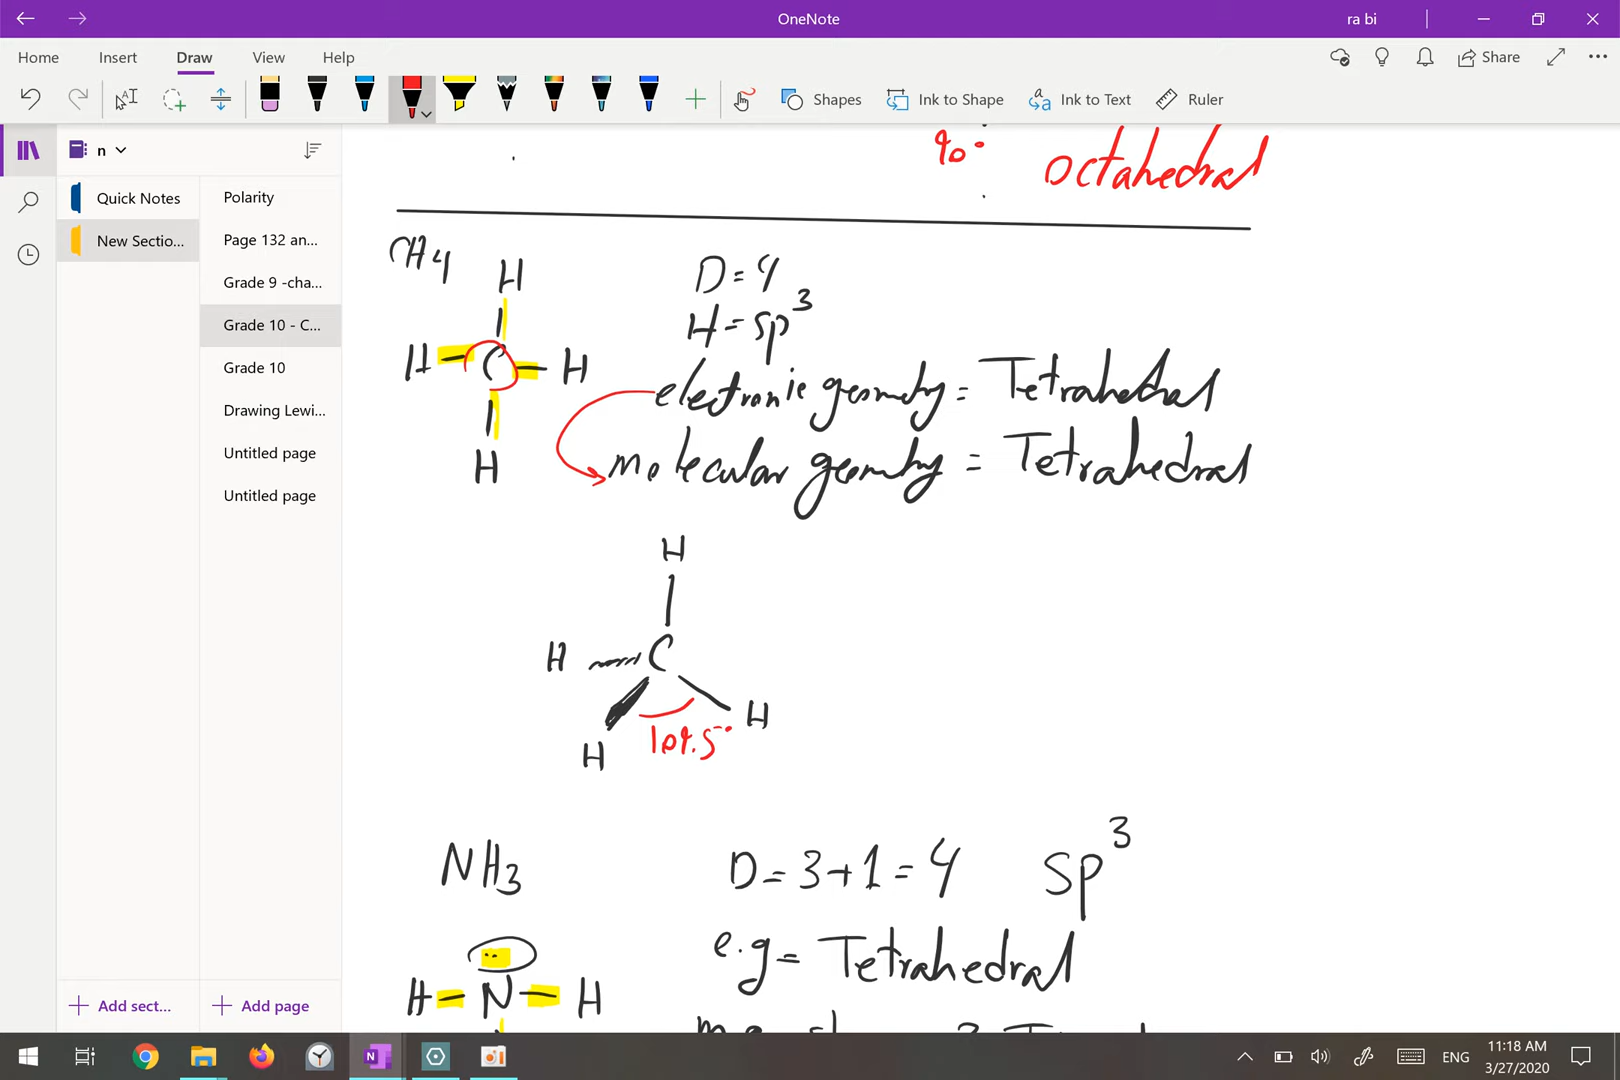 OneNote
ra bi
Home Insert Draw View Help
Share
Shapes Ink to Shape Ink to Text Ruler
n
Quick Notes
New Sectio...
Polarity
Page 132 an...
Grade 9 -cha...
Grade 10 - C...
Grade 10
Drawing Lewi...
Untitled page
Untitled page
Add sect...
Add page
90° octahedral
CH4
H
H C H
H
D = 4
H = sp3
electronic geometry = Tetrahedral
molecular geometry = Tetrahedral
H
H C
H
H
109.5°
NH3
D = 3 + 1 = 4 sp3
e.g = Tetrahedral
H N H
ENG
11:18 AM
3/27/2020